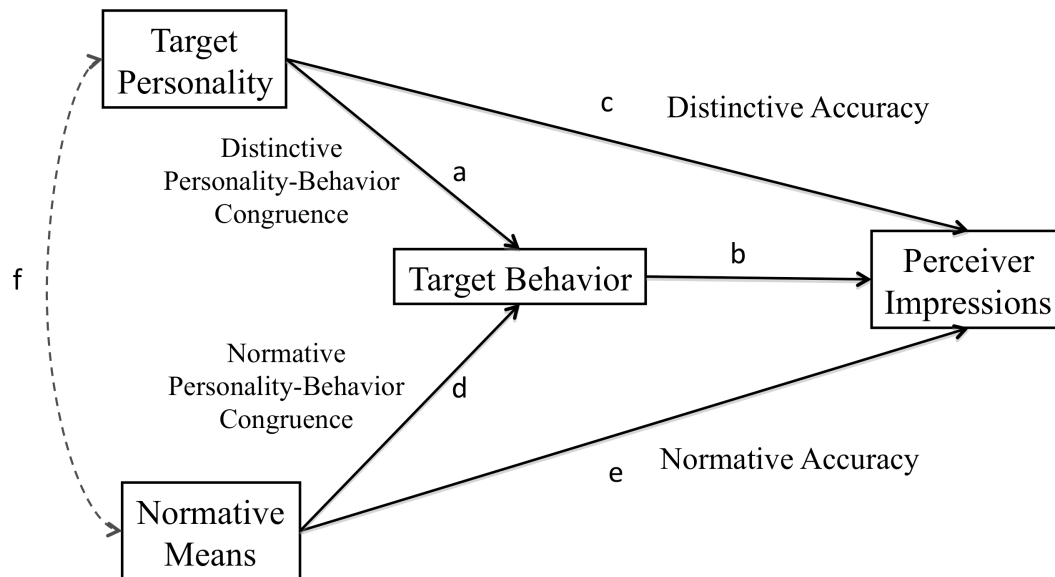 Target
Personality
c
Distinctive Accuracy
Distinctive
Personality-Behavior
Congruence
a
f
Target Behavior
b
Perceiver
Impressions
Normative
Personality-Behavior
Congruence
d
e
Normative Accuracy
Normative
Means